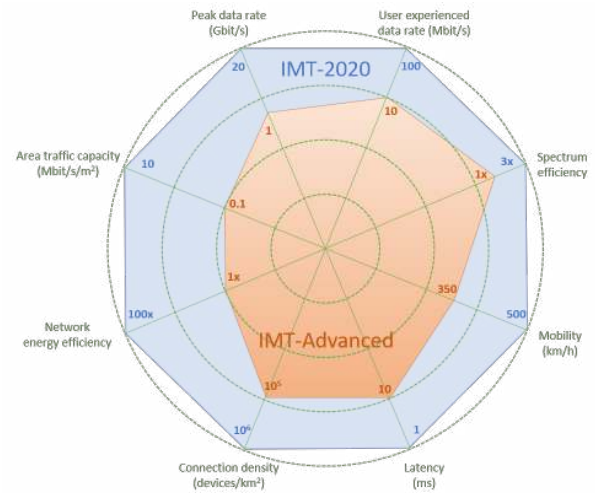 Peak data rate
(Gbit/s)
User experienced
data rate (Mbit/s)
20
IMT-2020
100
1
10
Area traffic capacity
(Mbit/s/m²)
10
3x
Spectrum
efficiency
1x
0.1
1x
350
100x
500
Network
energy efficiency
Mobility
(km/h)
IMT-Advanced
10⁵
10
10⁶
1
Connection density
(devices/km²)
Latency
(ms)